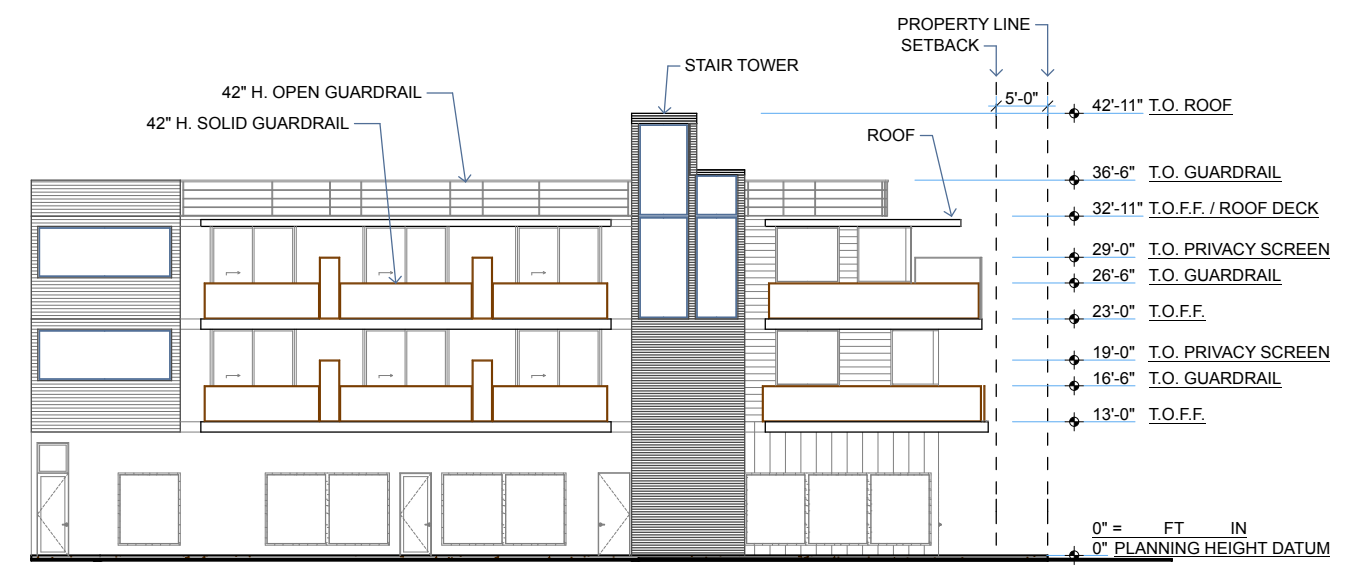 PROPERTY LINE
SETBACK
STAIR TOWER
42" H. OPEN GUARDRAIL
42" H. SOLID GUARDRAIL
ROOF
5'-0"
42'-11" T.O. ROOF
36'-6" T.O. GUARDRAIL
32'-11" T.O.F.F. / ROOF DECK
29'-0" T.O. PRIVACY SCREEN
26'-6" T.O. GUARDRAIL
23'-0" T.O.F.F.
19'-0" T.O. PRIVACY SCREEN
16'-6" T.O. GUARDRAIL
13'-0" T.O.F.F.
0" = FT IN
0" PLANNING HEIGHT DATUM